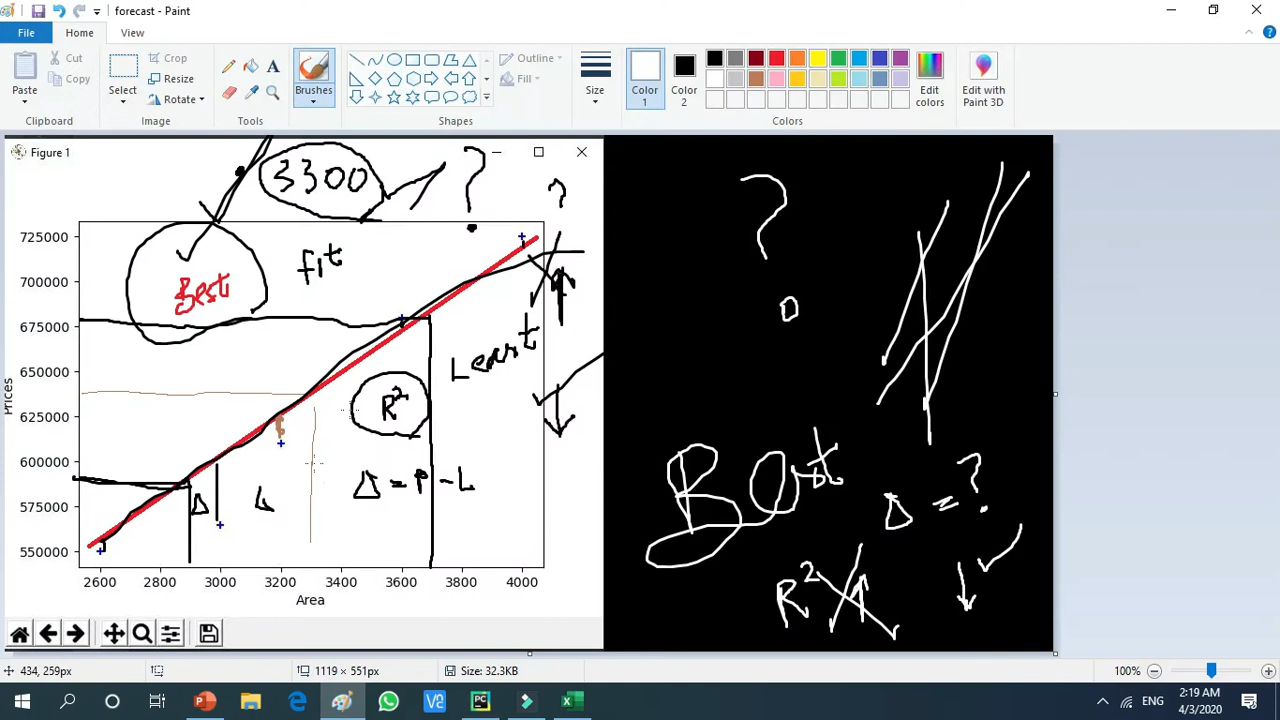 forecast - Paint
File
Home
View
Paste
Cut
Copy
Clipboard
Select
Crop
Resize
Rotate
Image
A
Tools
Brushes
Shapes
Outline
Fill
Size
Color 1
Color 2
Edit colors
Edit with Paint 3D
Colors
Figure 1
3300 ?
?
Best fit
Least
R²
Δ = P - L
Δ
725000
700000
675000
650000
625000
600000
575000
550000
Prices
2600 2800 3000 3200 3400 3600 3800 4000
Area
?
Δ = ?
R²
434, 259px
1119 × 551px
Size: 32.3KB
100%
ENG
2:19 AM
4/3/2020